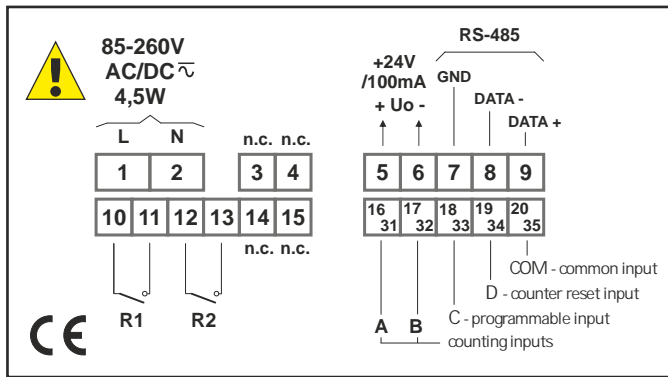 85-260V
AC/DC
4,5W
L N
n.c. n.c.
1 2 3 4
10 11 12 13 14 15
n.c. n.c.
R1 R2
CE
RS-485
+24V
/100mA
+ Uo -
GND
DATA -
DATA +
5 6 7 8 9
16 17 18 19 20
31 32 33 34 35
COM - common input
D - counter reset input
C - programmable input
A B
counting inputs